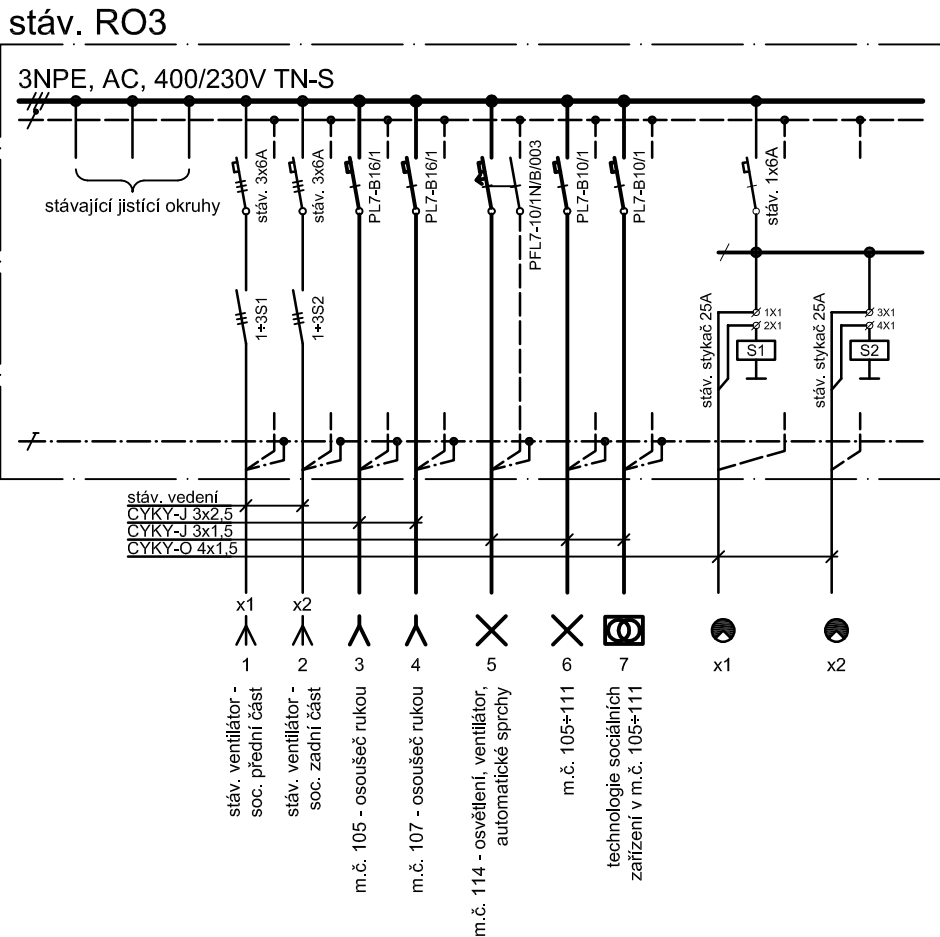 stáv. RO3
3NPE, AC, 400/230V TN-S
stávající jistící okruhy
stáv. 3x6A
stáv. 3x6A
PL7-B16/1
PL7-B16/1
PFL7-10/1N/B/003
PL7-B10/1
PL7-B10/1
stáv. 1x6A
1÷3S1
1÷3S2
stáv. stykač 25A
1X1
2X1
S1
stáv. stykač 25A
3X1
4X1
S2
stáv. vedení
CYKY-J 3x2,5
CYKY-J 3x1,5
CYKY-O 4x1,5
x1
x2
1
2
3
4
5
6
7
x1
x2
stáv. ventilátor -
soc. přední část
stáv. ventilátor -
soc. zadní část
m.č. 105 - osoušeč rukou
m.č. 107 - osoušeč rukou
m.č. 114 - osvětlení, ventilátor,
automatické sprchy
m.č. 105÷111
technologie sociálních
zařízení v m.č. 105÷111